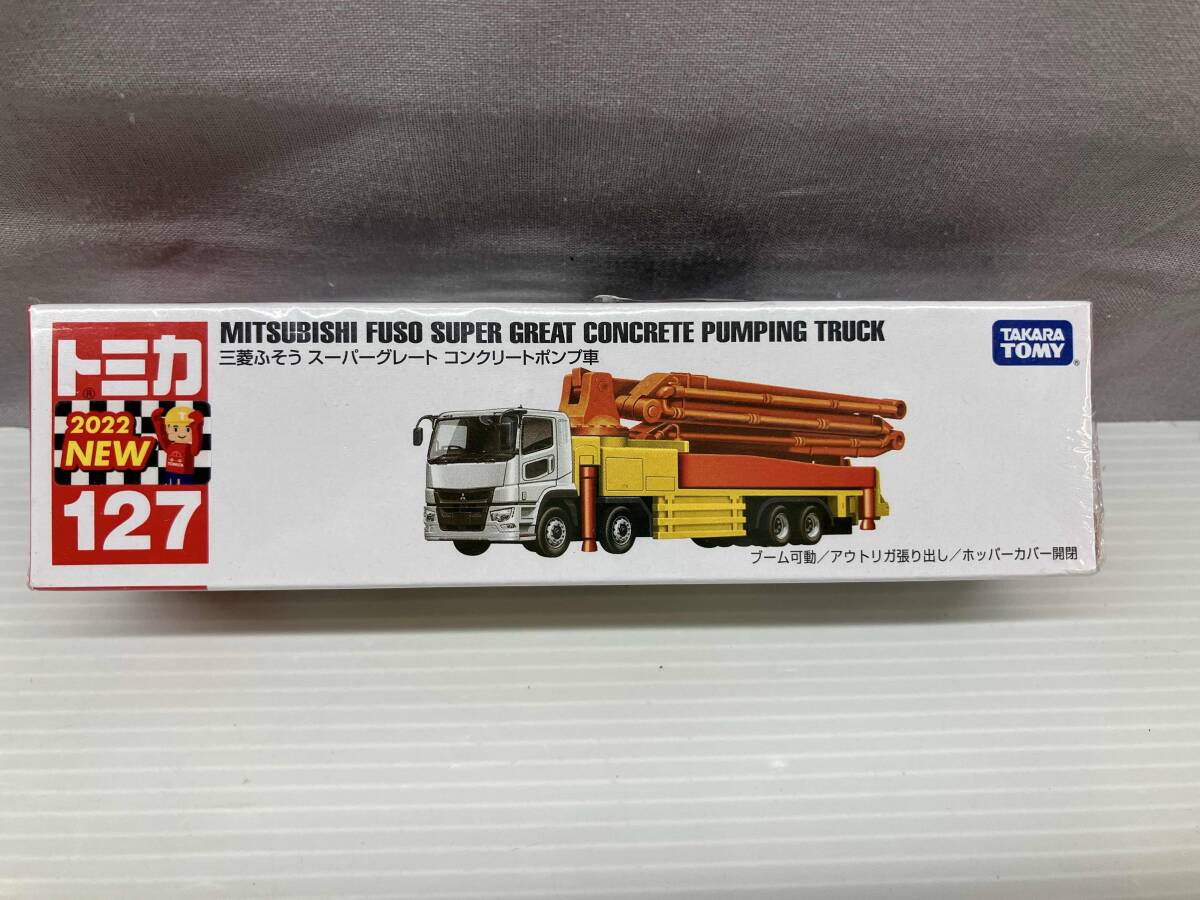 トミカ
®
2022
NEW
127
MITSUBISHI FUSO SUPER GREAT CONCRETE PUMPING TRUCK
三菱ふそう スーパーグレート コンクリートポンプ車
TAKARA
TOMY®
ブーム可動/アウトリガ張り出し/ホッパーカバー開閉